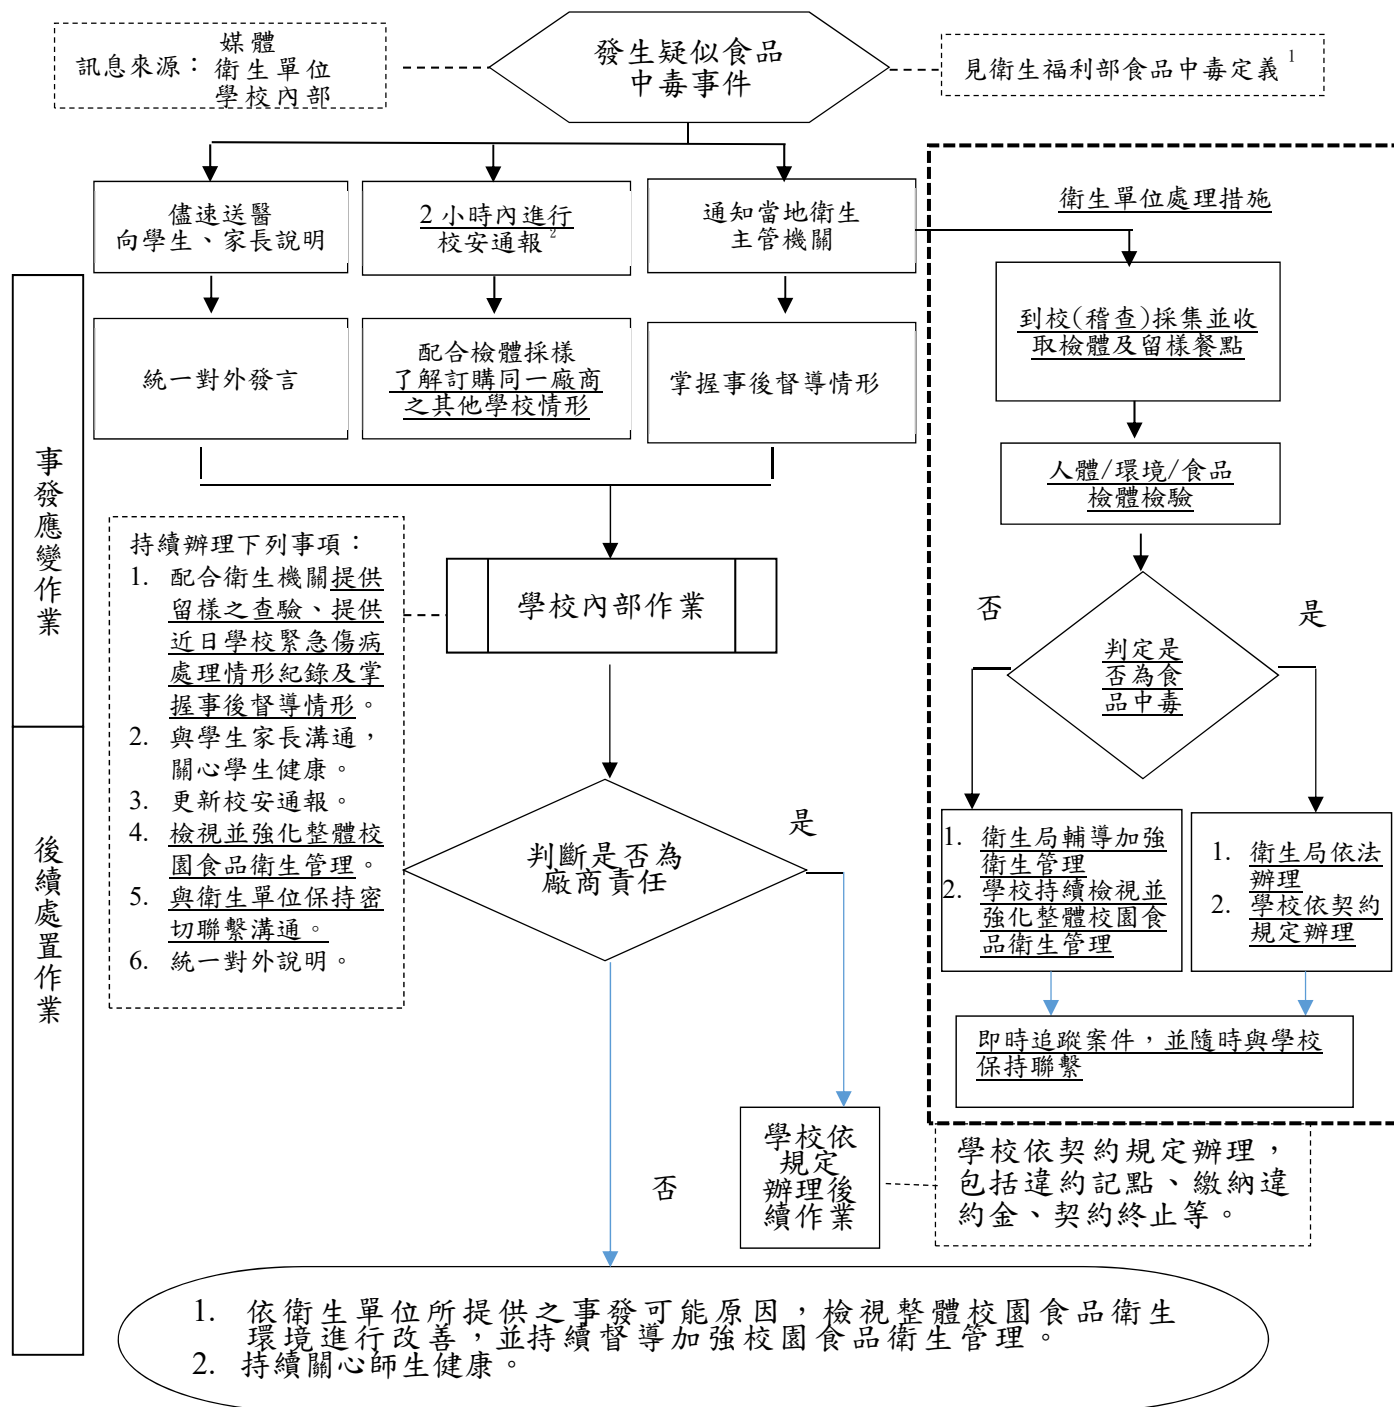 媒體
訊息來源：衛生單位
學校內部
發生疑似食品
中毒事件
見衛生福利部食品中毒定義1
儘速送醫
向學生、家長說明
2 小時內進行
校安通報2
通知當地衛生
主管機關
衛生單位處理措施
統一對外發言
配合檢體採樣
了解訂購同一廠商
之其他學校情形
掌握事後督導情形
到校(稽查)採集並收
取檢體及留樣餐點
人體/環境/食品
檢體檢驗
事發應變作業
持續辦理下列事項：
1. 配合衛生機關提供
留樣之查驗、提供
近日學校緊急傷病
處理情形紀錄及掌
握事後督導情形。
2. 與學生家長溝通，
關心學生健康。
3. 更新校安通報。
4. 檢視並強化整體校
園食品衛生管理。
5. 與衛生單位保持密
切聯繫溝通。
6. 統一對外說明。
學校內部作業
否
是
判定是
否為食
品中毒
後續處置作業
判斷是否為
廠商責任
是
1. 衛生局輔導加強
衛生管理
2. 學校持續檢視並
強化整體校園食
品衛生管理
1. 衛生局依法
辦理
2. 學校依契約
規定辦理
即時追蹤案件，並隨時與學校
保持聯繫
否
學校依
規定
辦理後
續作業
學校依契約規定辦理，
包括違約記點、繳納違
約金、契約終止等。
1. 依衛生單位所提供之事發可能原因，檢視整體校園食品衛生
環境進行改善，並持續督導加強校園食品衛生管理。
2. 持續關心師生健康。